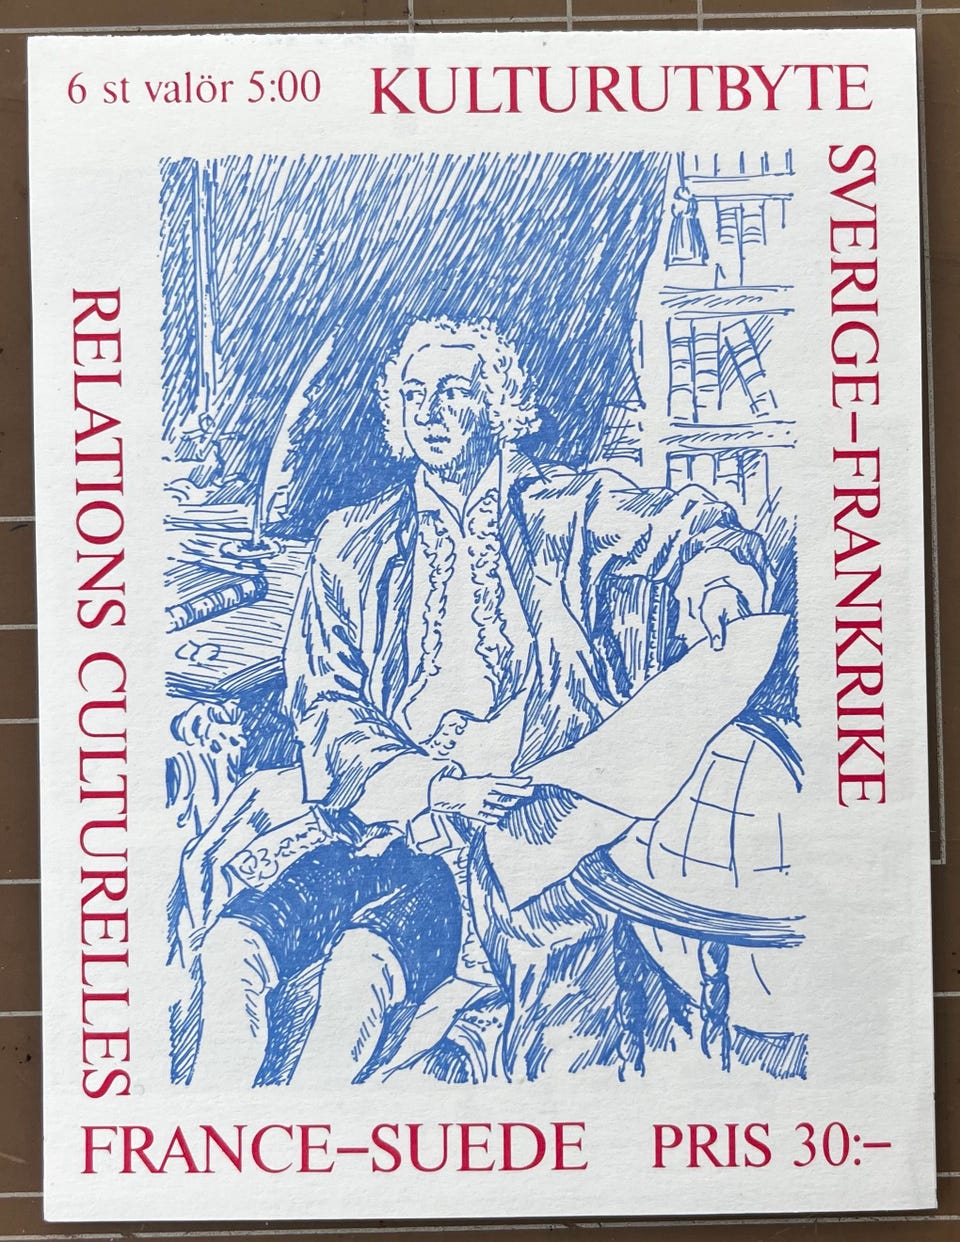 6 st valör 5:00
KULTURUTBYTE
SVERIGE–FRANKRIKE
RELATIONS CULTURELLES
FRANCE–SUEDE
PRIS 30:–